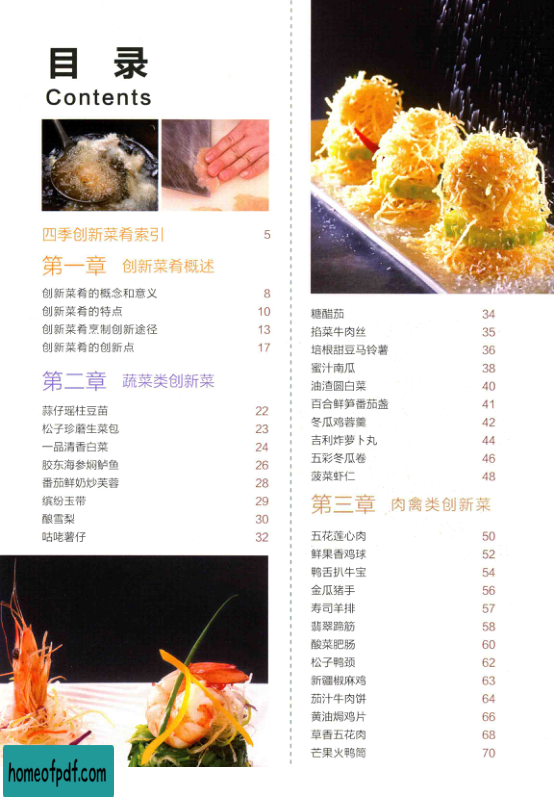 目 录
Contents
四季创新菜肴索引 5
第一章 创新菜肴概述
创新菜肴的概念和意义 8
创新菜肴的特点 10
创新菜肴烹制创新途径 13
创新菜肴的创新点 17
第二章 蔬菜类创新菜
蒜仔瑶柱豆苗 22
松子珍蘑生菜包 23
一品清香白菜 24
胶东海参焖鲈鱼 26
番茄鲜奶炒芙蓉 28
缤纷玉带 29
酿雪梨 30
咕咾薯仔 32
糖醋茄 34
掐菜牛肉丝 35
培根甜豆马铃薯 36
蜜汁南瓜 38
油渣圆白菜 40
百合鲜笋番茄盏 41
冬瓜鸡蓉羹 42
吉利炸萝卜丸 44
五彩冬瓜卷 46
菠菜虾仁 48
第三章 肉禽类创新菜
五花莲心肉 50
鲜果香鸡球 52
鸭舌扒牛宝 54
金瓜猪手 56
寿司羊排 57
翡翠蹄筋 58
酸菜肥肠 60
松子鸭颈 62
新疆椒麻鸡 63
茄汁牛肉饼 64
黄油焗鸡片 66
草香五花肉 68
芒果火鸭筒 70
homeofpdf.com